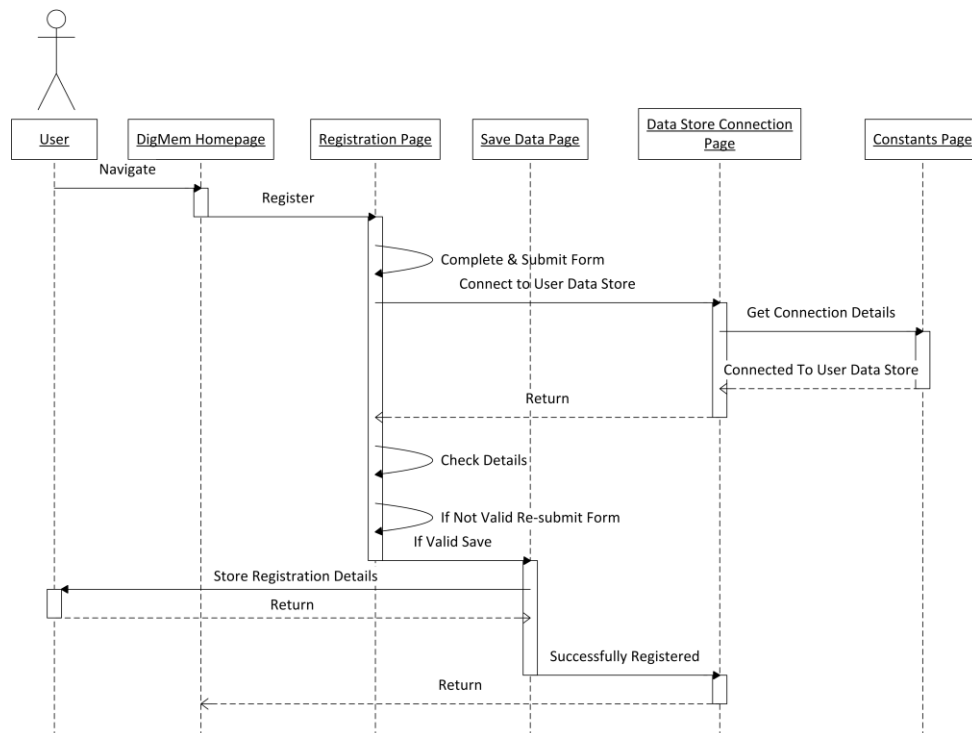 User
DigMem Homepage
Registration Page
Save Data Page
Data Store Connection
Page
Constants Page
Navigate
Register
Complete & Submit Form
Connect to User Data Store
Get Connection Details
Connected To User Data Store
Return
Check Details
If Not Valid Re-submit Form
If Valid Save
Store Registration Details
Return
Successfully Registered
Return